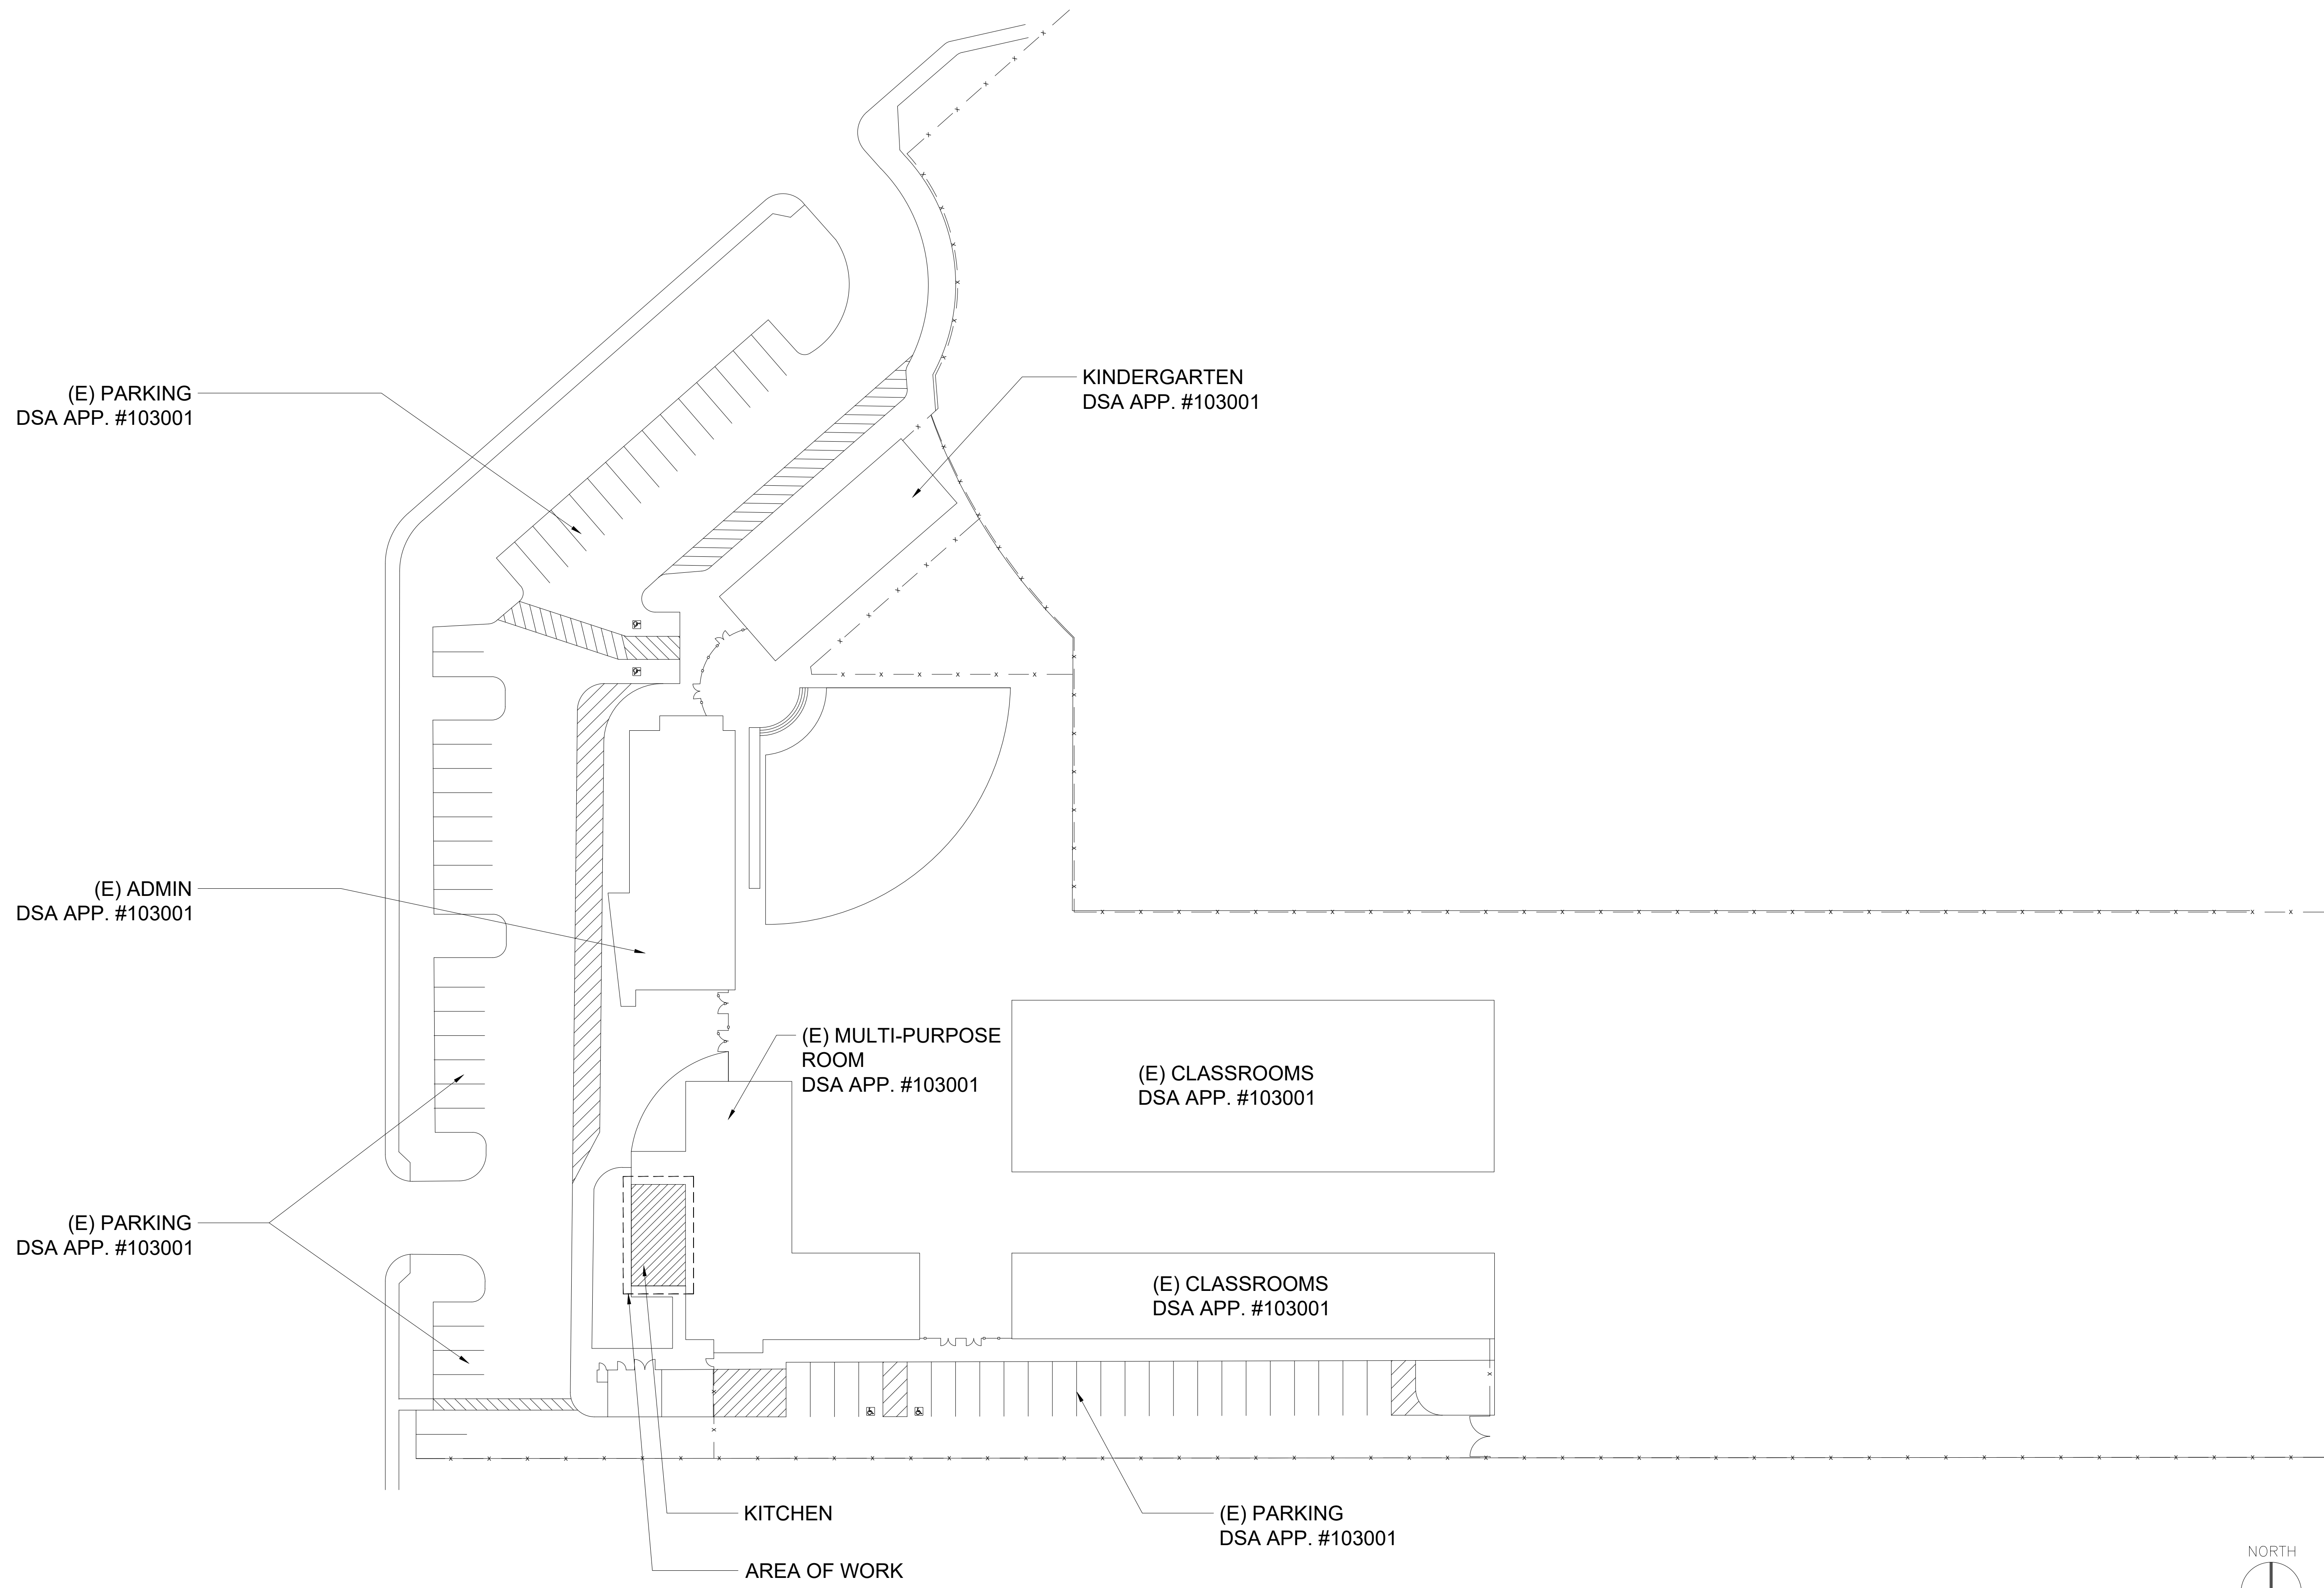 (E) PARKING
DSA APP. #103001
KINDERGARTEN
DSA APP. #103001
(E) ADMIN
DSA APP. #103001
(E) MULTI-PURPOSE
ROOM
DSA APP. #103001
(E) CLASSROOMS
DSA APP. #103001
(E) PARKING
DSA APP. #103001
(E) CLASSROOMS
DSA APP. #103001
KITCHEN
(E) PARKING
DSA APP. #103001
AREA OF WORK
NORTH